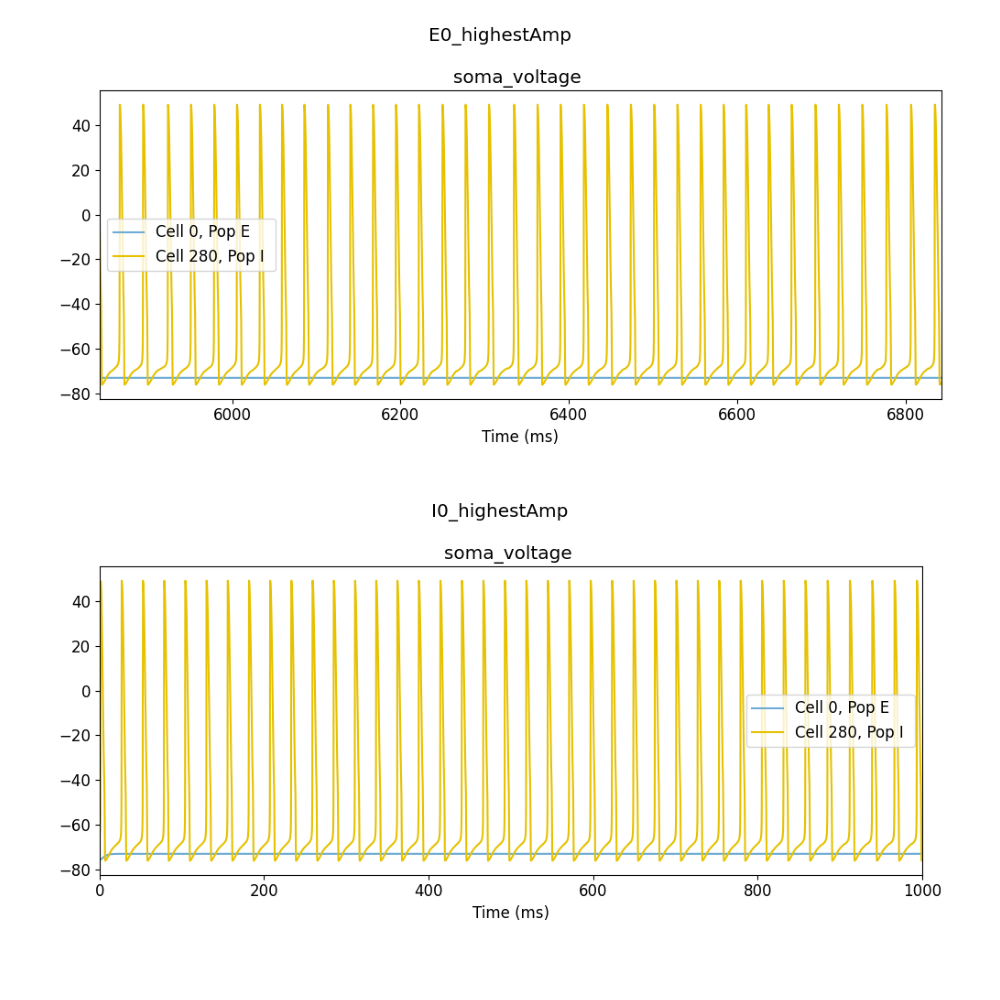 E0_highestAmp
soma_voltage
40
20
0
−20
−40
−60
−80
Cell 0, Pop E
Cell 280, Pop I
6000 6200 6400 6600 6800
Time (ms)
I0_highestAmp
soma_voltage
40
20
0
−20
−40
−60
−80
Cell 0, Pop E
Cell 280, Pop I
0 200 400 600 800 1000
Time (ms)